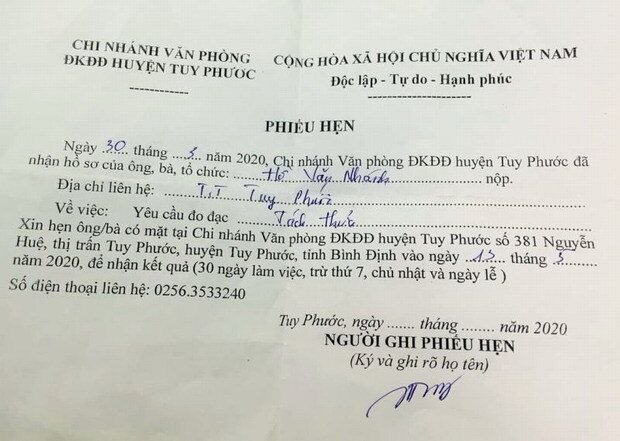 CHI NHÁNH VĂN PHÒNG
ĐKĐĐ HUYỆN TUY PHƯỚC
CỘNG HÒA XÃ HỘI CHỦ NGHĨA VIỆT NAM
Độc lập - Tự do - Hạnh phúc
PHIẾU HẸN
Ngày 30 tháng 3 năm 2020, Chi nhánh Văn phòng ĐKĐĐ huyện Tuy Phước đã
nhận hồ sơ của ông, bà, tổ chức: Hồ Văn Nhánh nộp.
Địa chỉ liên hệ: TT Tuy Phước
Về việc: Yêu cầu đo đạc Tách thửa
Xin hẹn ông/bà có mặt tại Chi nhánh Văn phòng ĐKĐĐ huyện Tuy Phước số 381 Nguyễn
Huệ, thị trấn Tuy Phước, huyện Tuy Phước, tỉnh Bình Định vào ngày 13 tháng
năm 2020, để nhận kết quả (30 ngày làm việc, trừ thứ 7, chủ nhật và ngày lễ )
Số điện thoại liên hệ: 0256.3533240
Tuy Phước, ngày ........ tháng ........ năm 2020
NGƯỜI GHI PHIẾU HẸN
(Ký và ghi rõ họ tên)